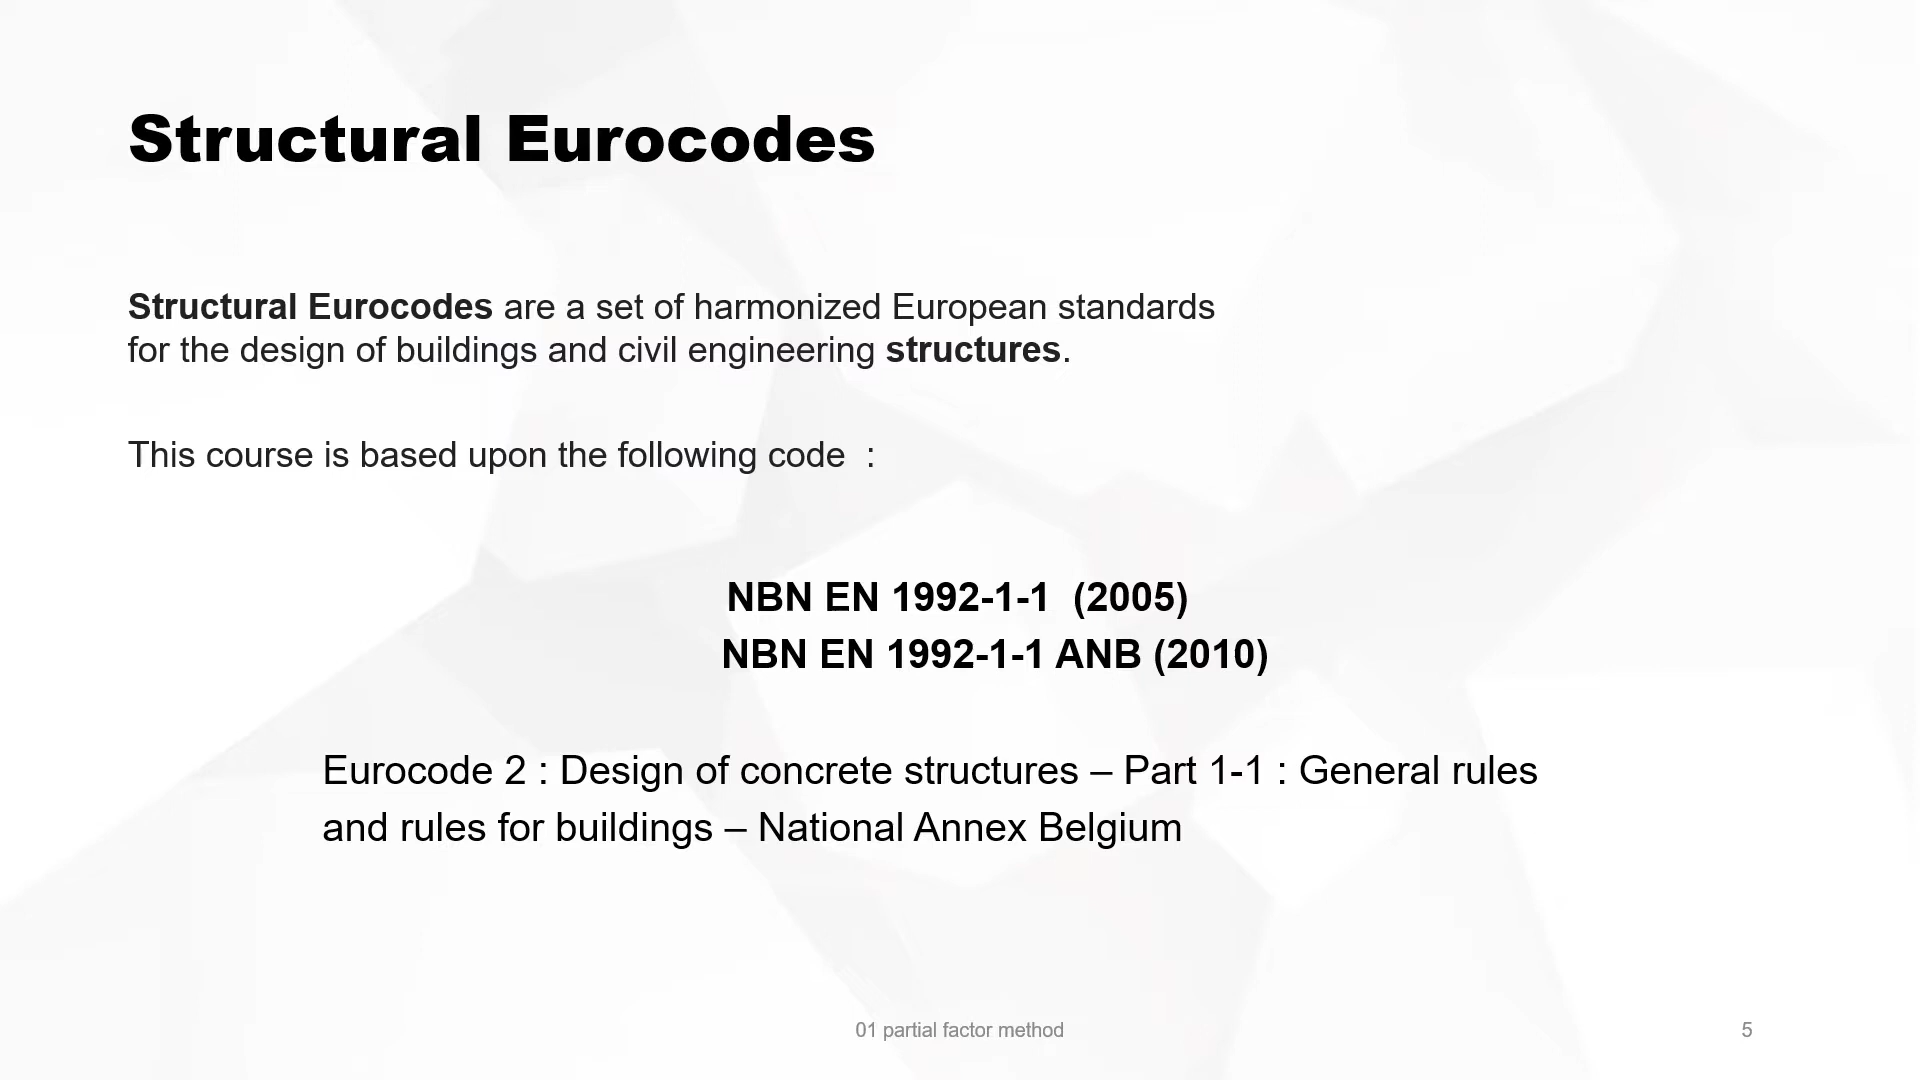 Structural Eurocodes
Structural Eurocodes are a set of harmonized European standards
for the design of buildings and civil engineering structures.
This course is based upon the following code  :
NBN EN 1992-1-1  (2005)
NBN EN 1992-1-1 ANB (2010)
Eurocode 2 : Design of concrete structures – Part 1-1 : General rules
and rules for buildings – National Annex Belgium
01 partial factor method
5